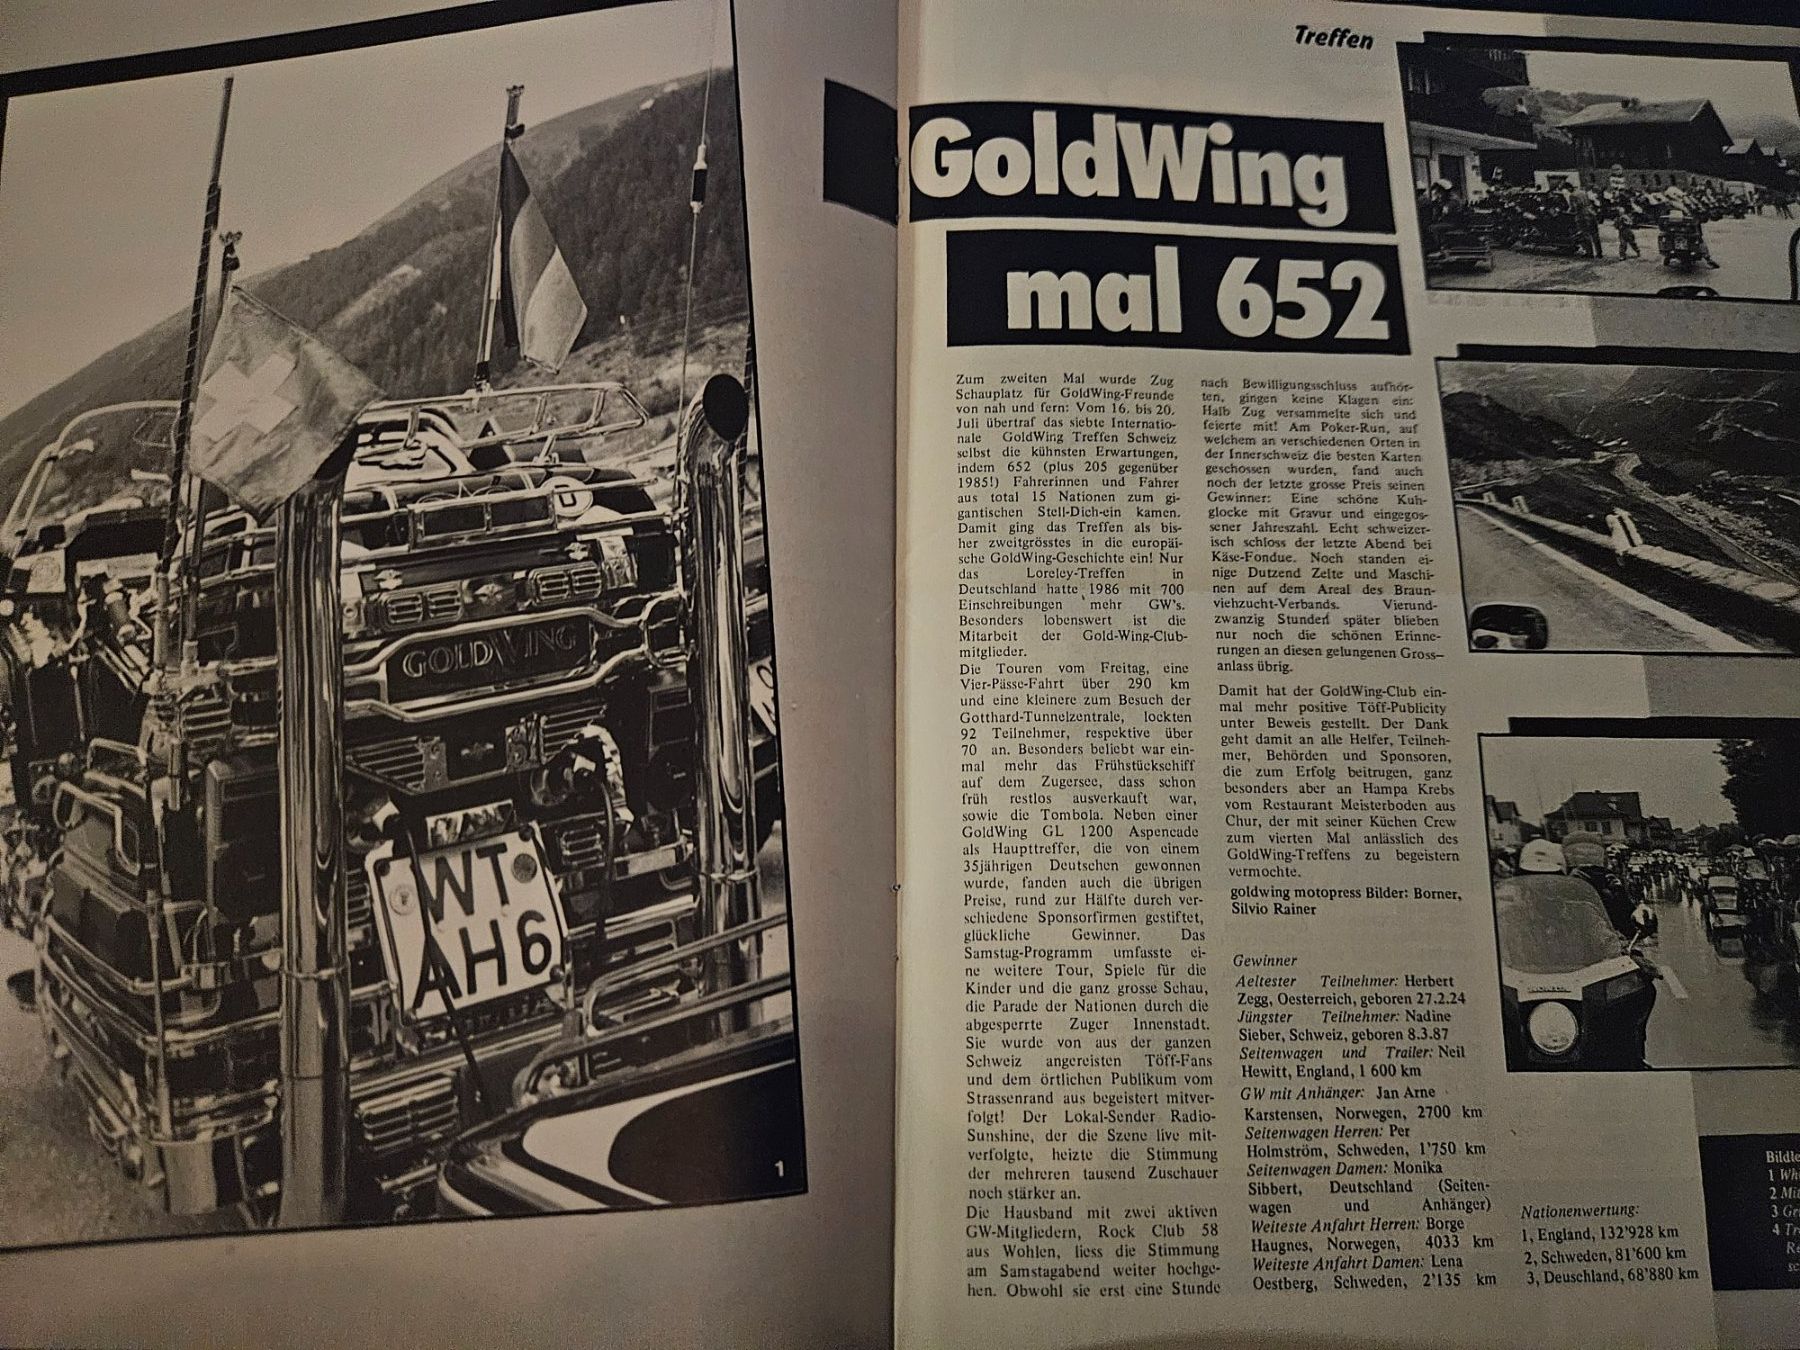 GOLDWING
WT
AH6
1
Treffen
GoldWing
mal 652
Zum zweiten Mal wurde Zug
Schauplatz für GoldWing-Freunde
von nah und fern: Vom 16. bis 20.
Juli übertraf das siebte Internatio-
nale GoldWing Treffen Schweiz
selbst die kühnsten Erwartungen,
indem 652 (plus 205 gegenüber
1985!) Fahrerinnen und Fahrer
aus total 15 Nationen zum gi-
gantischen Stell-Dich-ein kamen.
Damit ging das Treffen als bis-
her zweitgrösstes in die europäi-
sche GoldWing-Geschichte ein! Nur
das Loreley-Treffen in
Deutschland hatte 1986 mit 700
Einschreibungen mehr GW's.
Besonders lobenswert ist die
Mitarbeit der Gold-Wing-Club-
mitglieder.
Die Touren vom Freitag, eine
Vier-Pässe-Fahrt über 290 km
und eine kleinere zum Besuch der
Gotthard-Tunnelzentrale, lockten
92 Teilnehmer, respektive über
70 an. Besonders beliebt war ein-
mal mehr das Frühstückschiff
auf dem Zugersee, dass schon
früh restlos ausverkauft war,
sowie die Tombola. Neben einer
GoldWing GL 1200 Aspencade
als Haupttreffer, die von einem
35jährigen Deutschen gewonnen
wurde, fanden auch die übrigen
Preise, rund zur Hälfte durch ver-
schiedene Sponsorfirmen gestiftet,
glückliche Gewinner. Das
Samstag-Programm umfasste ei-
ne weitere Tour, Spiele für die
Kinder und die ganz grosse Schau,
die Parade der Nationen durch die
abgesperrte Zuger Innenstadt.
Sie wurde von aus der ganzen
Schweiz angereisten Töff-Fans
und dem örtlichen Publikum vom
Strassenrand aus begeistert mitver-
folgt! Der Lokal-Sender Radio-
Sunshine, der die Szene live mit-
verfolgte, heizte die Stimmung
der mehreren tausend Zuschauer
noch stärker an.
Die Hausband mit zwei aktiven
GW-Mitgliedern, Rock Club 58
aus Wohlen, liess die Stimmung
am Samstagabend weiter hochge-
hen. Obwohl sie erst eine Stunde
nach Bewilligungsschluss aufhör-
ten, gingen keine Klagen ein:
Halb Zug versammelte sich und
feierte mit! Am Poker-Run, auf
welchem an verschiedenen Orten in
der Innerschweiz die besten Karten
geschossen wurden, fand auch
noch der letzte grosse Preis seinen
Gewinner: Eine schöne Kuh-
glocke mit Gravur und eingegos-
sener Jahreszahl. Echt schweizer-
isch schloss der letzte Abend bei
Käse-Fondue. Noch standen ei-
nige Dutzend Zelte und Maschi-
nen auf dem Areal des Braun-
viehzucht-Verbands. Vierund-
zwanzig Stunden später blieben
nur noch die schönen Erinne-
rungen an diesen gelungenen Gross-
anlass übrig.
Damit hat der GoldWing-Club ein-
mal mehr positive Töff-Publicity
unter Beweis gestellt. Der Dank
geht damit an alle Helfer, Teilneh-
mer, Behörden und Sponsoren,
die zum Erfolg beitrugen, ganz
besonders aber an Hampa Krebs
vom Restaurant Meisterboden aus
Chur, der mit seiner Küchen Crew
zum vierten Mal anlässlich des
GoldWing-Treffens zu begeistern
vermochte.
goldwing motopress Bilder: Borner,
Silvio Rainer
Gewinner
Aeltester Teilnehmer: Herbert
Zegg, Oesterreich, geboren 27.2.24
Jüngster Teilnehmer: Nadine
Sieber, Schweiz, geboren 8.3.87
Seitenwagen und Trailer: Neil
Hewitt, England, 1 600 km
GW mit Anhänger: Jan Arne
Karstensen, Norwegen, 2700 km
Seitenwagen Herren: Per
Holmström, Schweden, 1'750 km
Seitenwagen Damen: Monika
Sibbert, Deutschland (Seiten-
wagen und Anhänger)
Weiteste Anfahrt Herren: Borge
Haugnes, Norwegen, 4033 km
Weiteste Anfahrt Damen: Lena
Oestberg, Schweden, 2'135 km
Nationenwertung:
1, England, 132'928 km
2, Schweden, 81'600 km
3, Deuschland, 68'880 km
Bildle
1 Whi
2 Mit
3 Gr
4 Tr
Re
sc